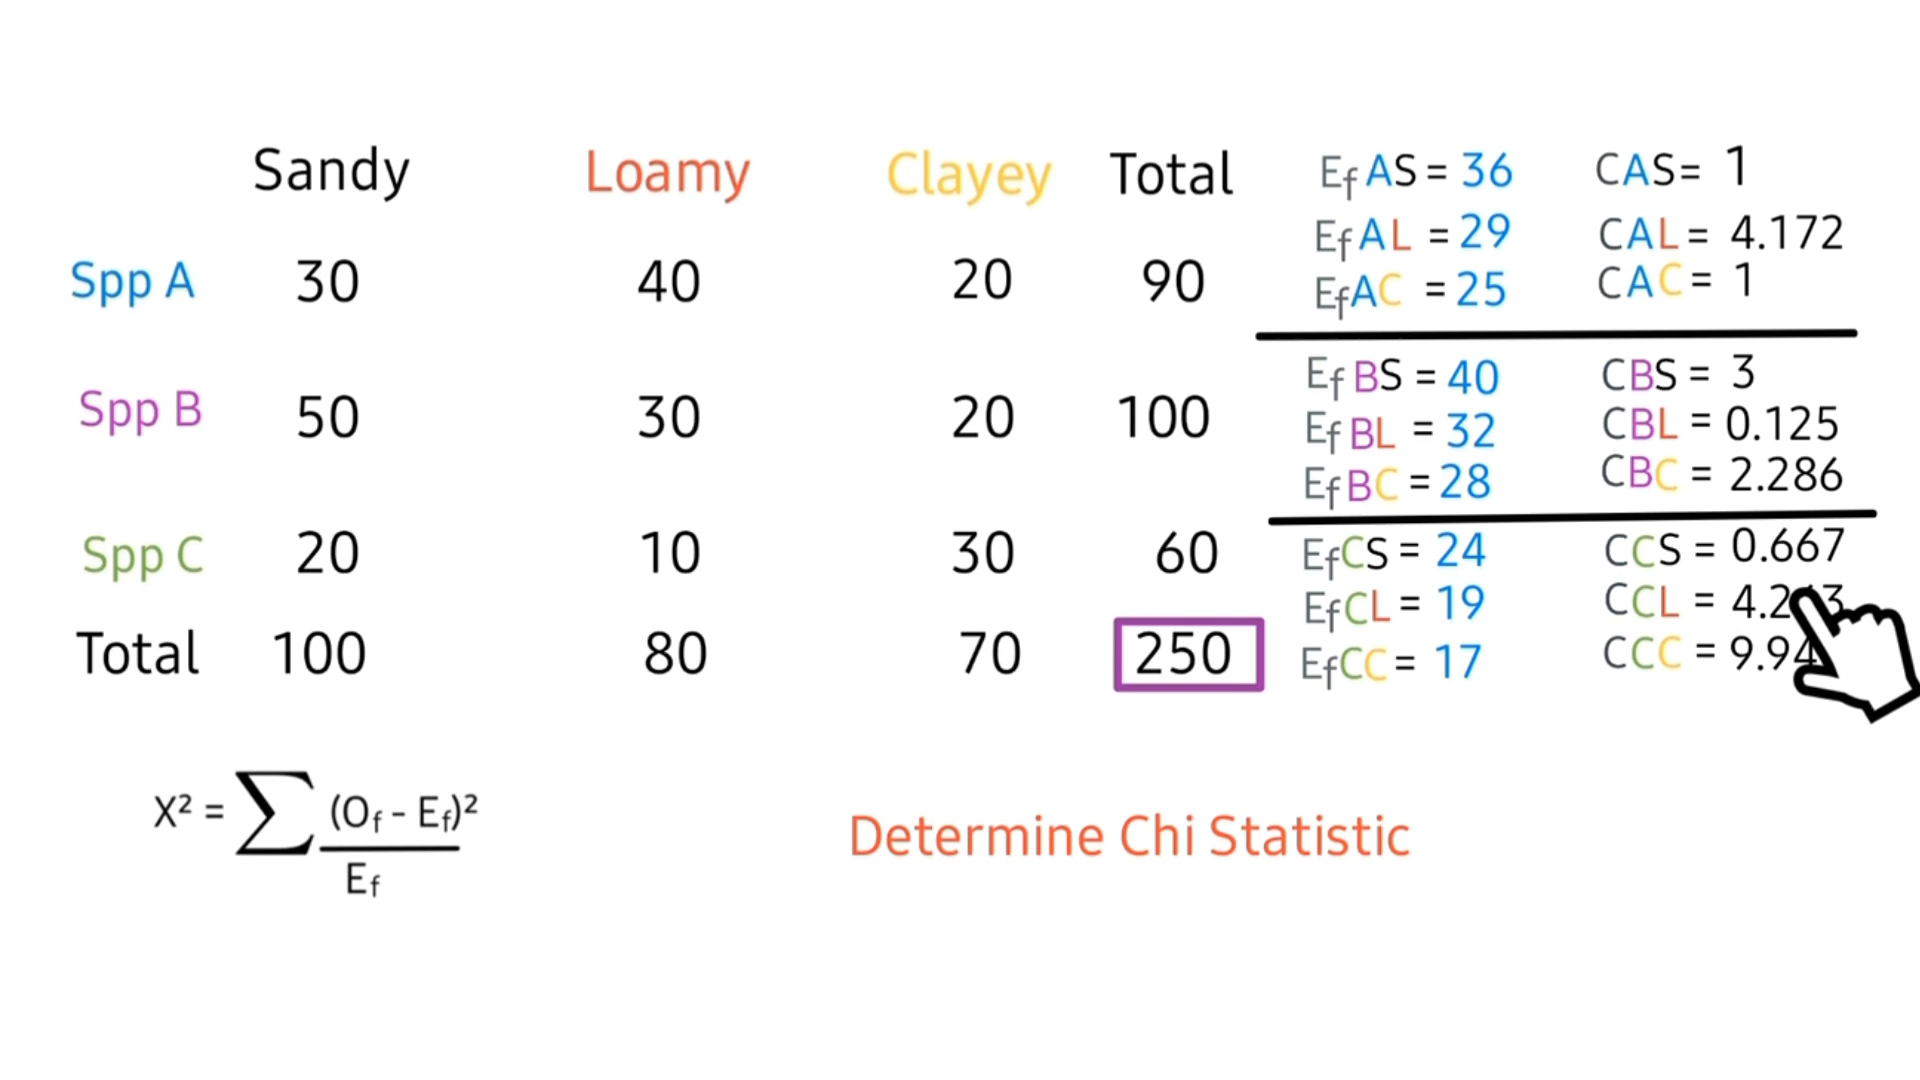 Sandy Loamy Clayey Total
Spp A 30 40 20 90
Spp B 50 30 20 100
Spp C 20 10 30 60
Total 100 80 70 250
Ef AS = 36 CAS = 1
Ef AL = 29 CAL = 4.172
Ef AC = 25 CAC = 1
Ef BS = 40 CBS = 3
Ef BL = 32 CBL = 0.125
Ef BC = 28 CBC = 2.286
Ef CS = 24 CCS = 0.667
Ef CL = 19 CCL =
Ef CC = 17 CCC =
X² = ∑ (Of - Ef)²
Ef
Determine Chi Statistic